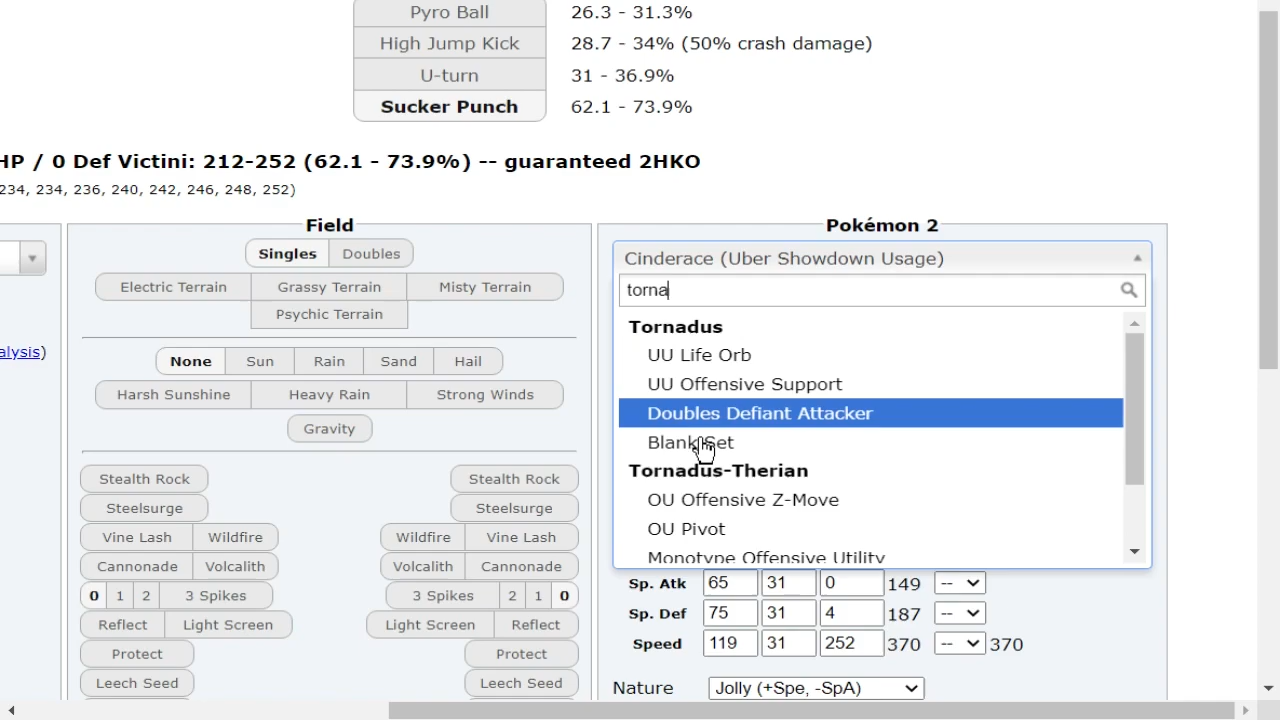 Pyro Ball 26.3 - 31.3%
High Jump Kick 28.7 - 34% (50% crash damage)
U-turn 31 - 36.9%
Sucker Punch 62.1 - 73.9%
HP / 0 Def Victini: 212-252 (62.1 - 73.9%) -- guaranteed 2HKO
234, 234, 236, 240, 242, 246, 248, 252)
Field
Singles Doubles
Electric Terrain Grassy Terrain Misty Terrain
Psychic Terrain
alysis)
None Sun Rain Sand Hail
Harsh Sunshine Heavy Rain Strong Winds
Gravity
Stealth Rock Stealth Rock
Steelsurge Steelsurge
Vine Lash Wildfire Wildfire Vine Lash
Cannonade Volcalith Volcalith Cannonade
0 1 2 3 Spikes 3 Spikes 2 1 0
Reflect Light Screen Light Screen Reflect
Protect Protect
Leech Seed Leech Seed
Pokémon 2
Cinderace (Uber Showdown Usage)
torna
Tornadus
UU Life Orb
UU Offensive Support
Doubles Defiant Attacker
Blank Set
Tornadus-Therian
OU Offensive Z-Move
OU Pivot
Monotype Offensive Utility
Sp. Atk 65 31 0 149 --
Sp. Def 75 31 4 187 --
Speed 119 31 252 370 -- 370
Nature Jolly (+Spe, -SpA)